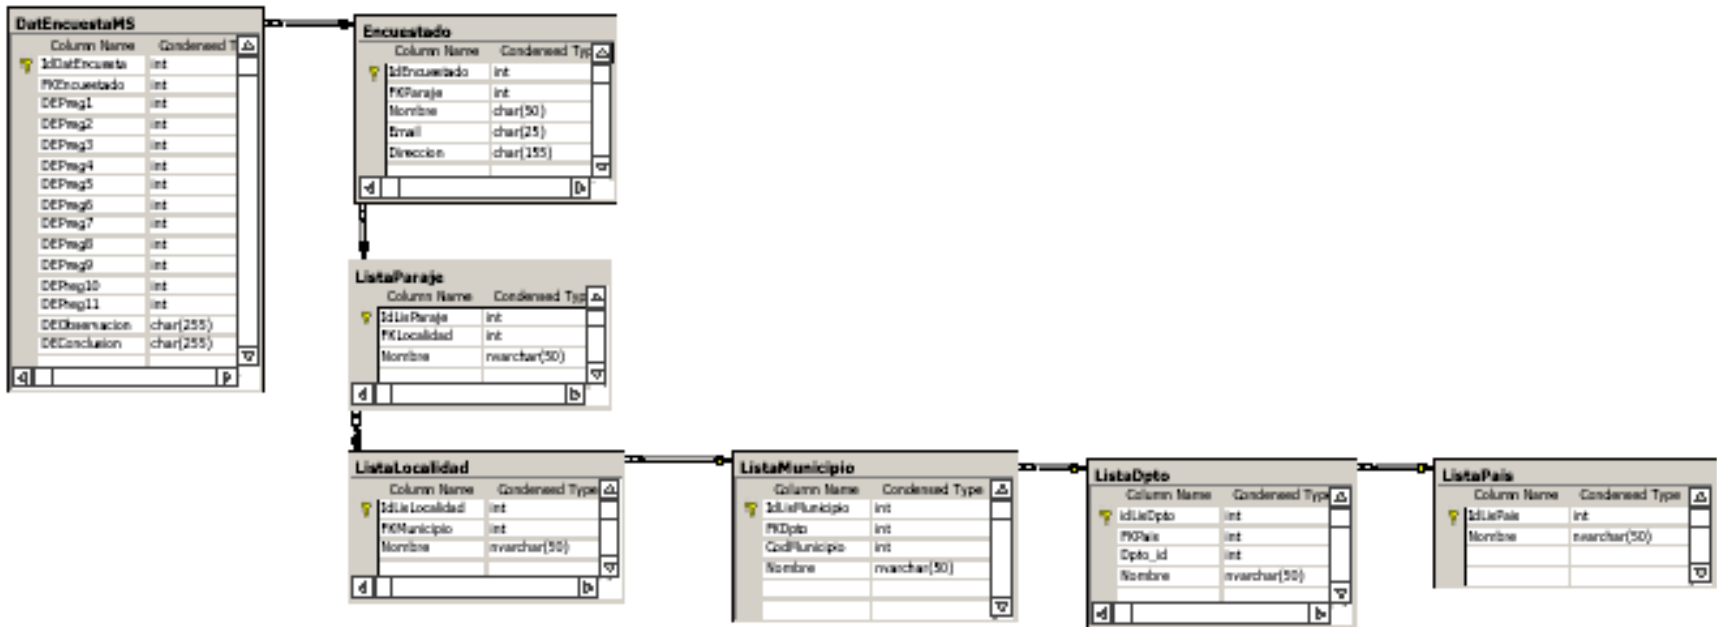 DatEncuestaMS
Column Name Condensed T
IdDatEncuesta int
FKEncuestado int
DEPreg1 int
DEPreg2 int
DEPreg3 int
DEPreg4 int
DEPreg5 int
DEPreg6 int
DEPreg7 int
DEPreg8 int
DEPreg9 int
DEPreg10 int
DEPreg11 int
DEObservacion char(255)
DEConclusion char(255)
Encuestado
Column Name Condensed Typ
IdEncuestado int
FKParaje int
Nombre char(50)
Email char(25)
Direccion char(155)
ListaParaje
Column Name Condensed Typ
IdLisParaje int
FKLocalidad int
Nombre nvarchar(50)
ListaLocalidad
Column Name Condensed Type
IdLisLocalidad int
FKMunicipio int
Nombre nvarchar(50)
ListaMunicipio
Column Name Condensed Type
IdLisMunicipio int
FKDpto int
CodMunicipio int
Nombre nvarchar(50)
ListaDpto
Column Name Condensed Type
idLisDpto int
FKPais int
Dpto_id int
Nombre nvarchar(50)
ListaPais
Column Name Condensed Type
IdLisPais int
Nombre nvarchar(50)